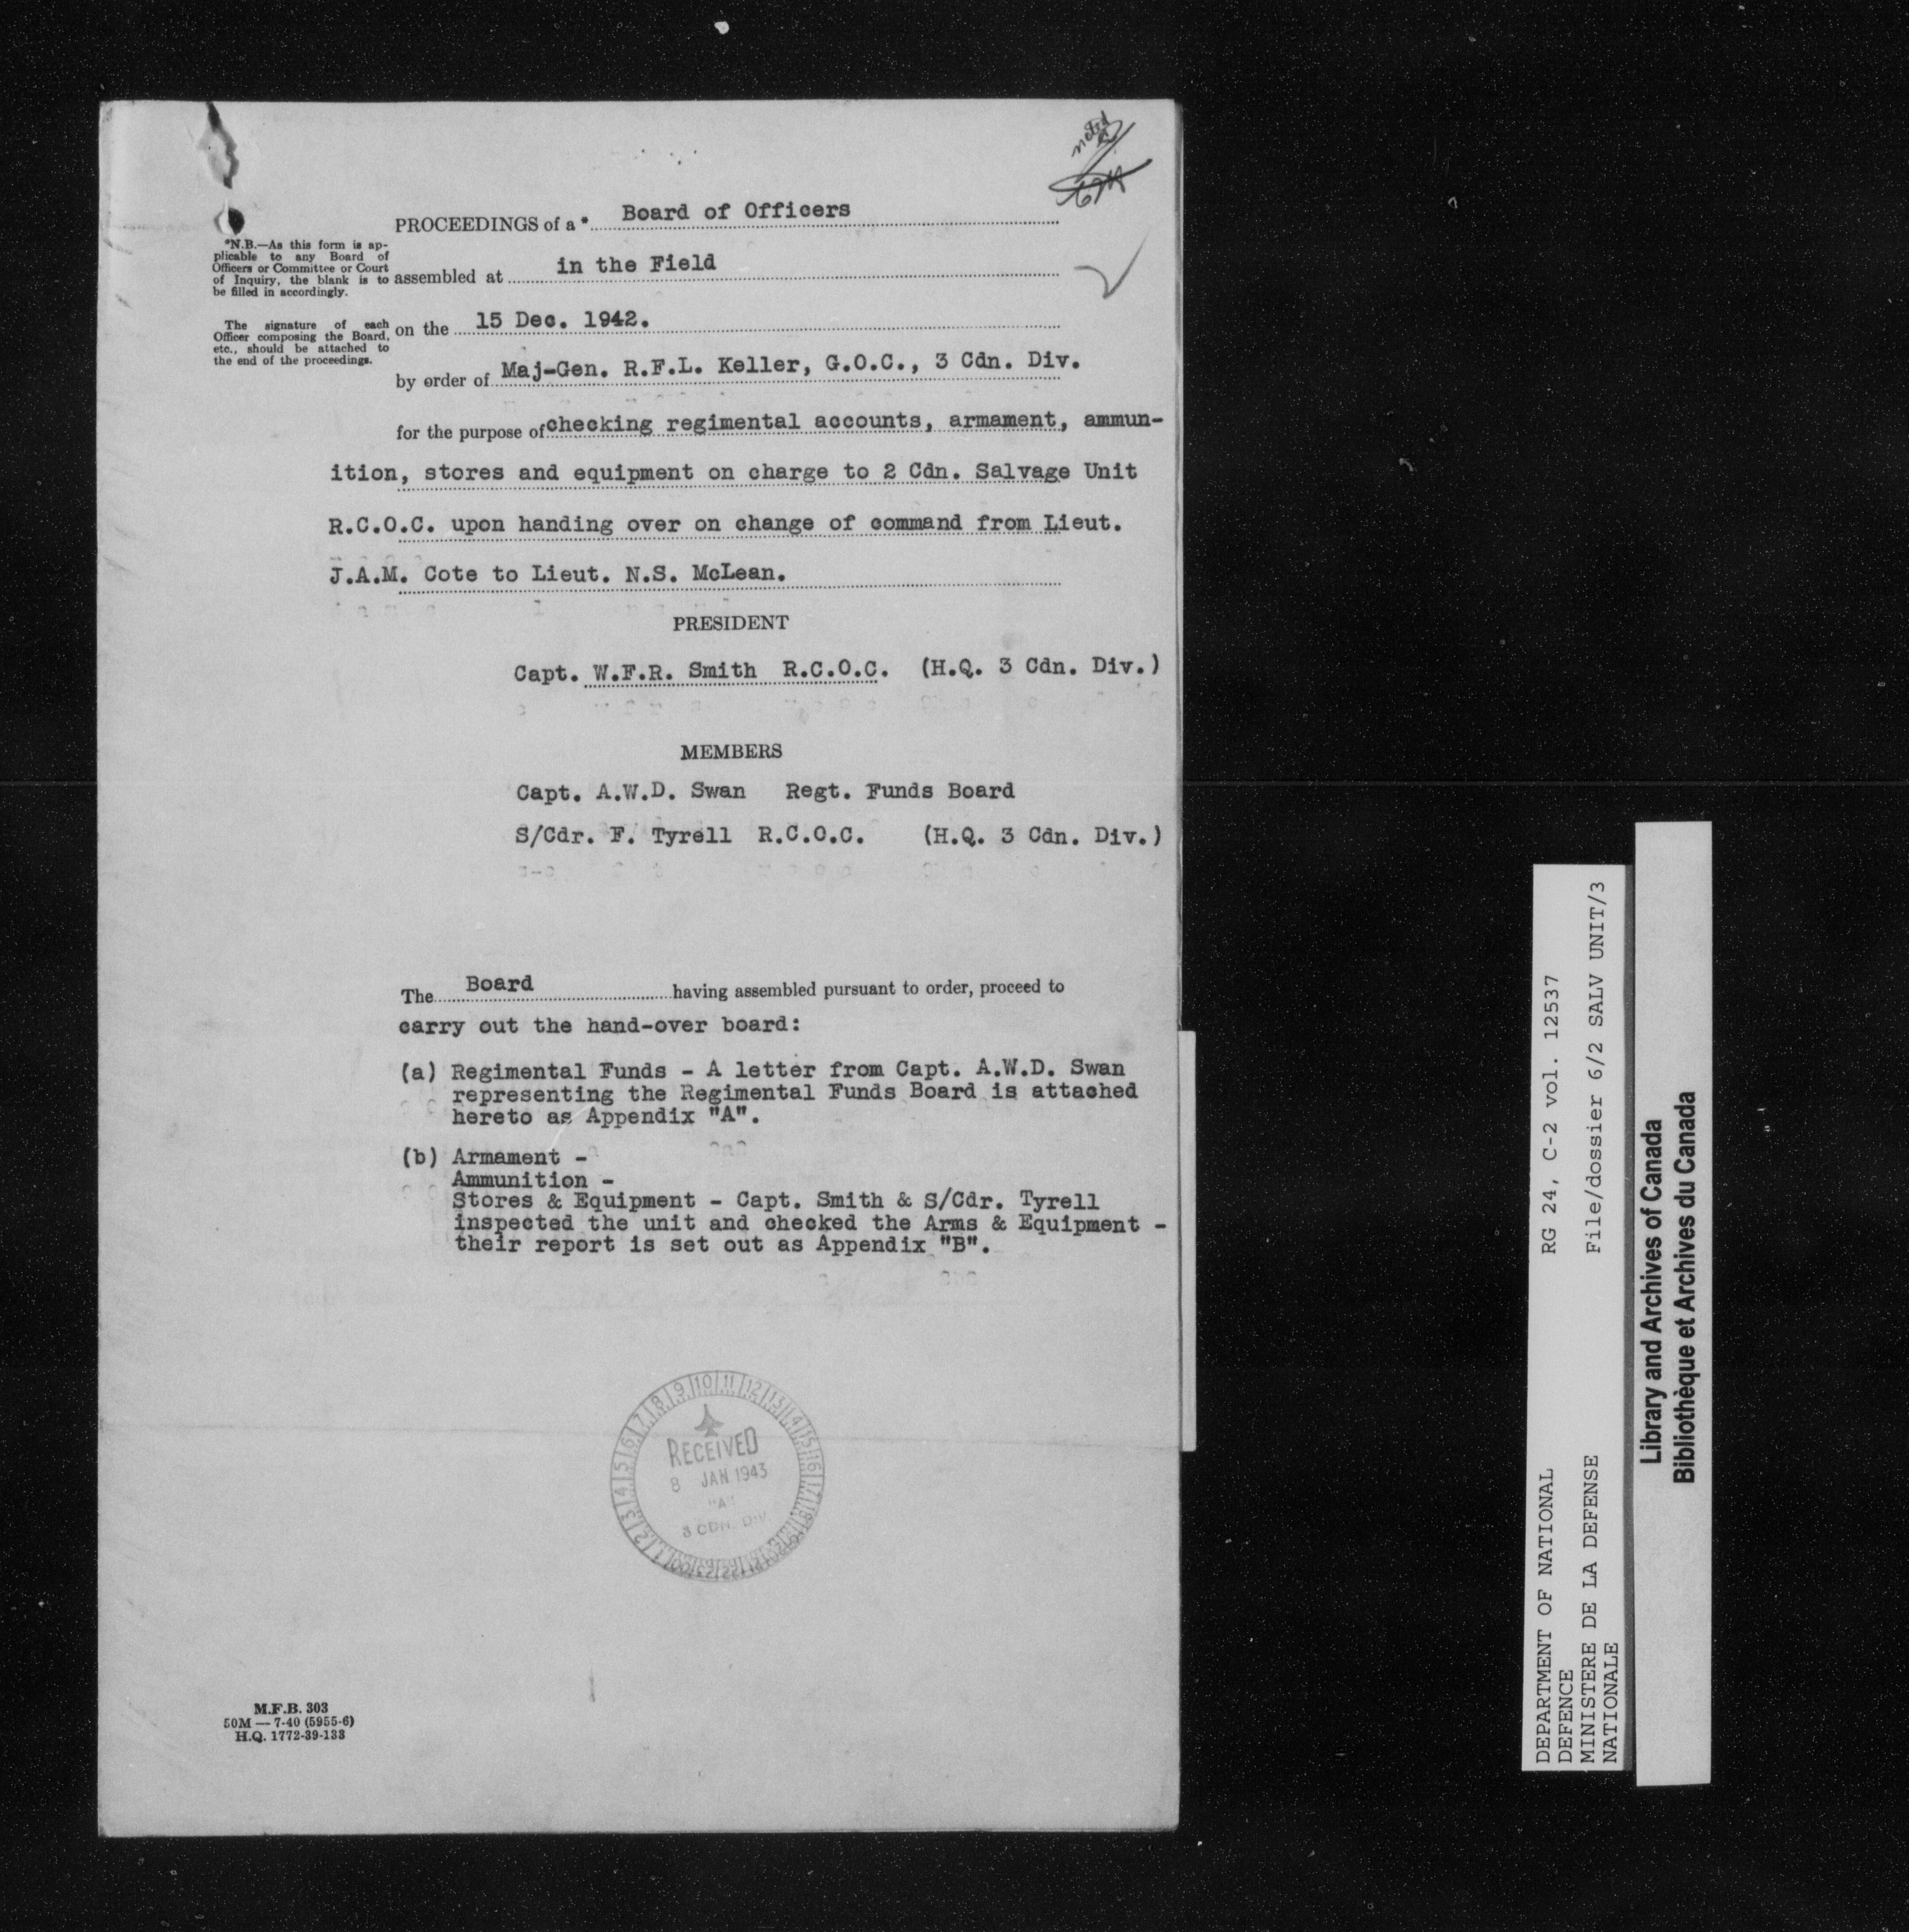 noted
PROCEEDINGS of a * Board of Officers
*N.B.—As this form is ap-
plicable to any Board of
Officers or Committee or Court
of Inquiry, the blank is to
be filled in accordingly.
assembled at in the Field
The signature of each
Officer composing the Board,
etc., should be attached to
the end of the proceedings.
on the 15 Dec. 1942.
by order of Maj-Gen. R.F.L. Keller, G.O.C., 3 Cdn. Div.
for the purpose of checking regimental accounts, armament, ammun-
ition, stores and equipment on charge to 2 Cdn. Salvage Unit
R.C.O.C. upon handing over on change of command from Lieut.
J.A.M. Cote to Lieut. N.S. McLean.
PRESIDENT
Capt. W.F.R. Smith R.C.O.C. (H.Q. 3 Cdn. Div.)
MEMBERS
Capt. A.W.D. Swan Regt. Funds Board
S/Cdr. F. Tyrell R.C.O.C. (H.Q. 3 Cdn. Div.)
The Board having assembled pursuant to order, proceed to
carry out the hand-over board:
(a) Regimental Funds - A letter from Capt. A.W.D. Swan
representing the Regimental Funds Board is attached
hereto as Appendix "A".
(b) Armament -
Ammunition -
Stores & Equipment - Capt. Smith & S/Cdr. Tyrell
inspected the unit and checked the Arms & Equipment -
their report is set out as Appendix "B".
RECEIVED
8 JAN 1943
"A"
3 CDN. DIV.
M.F.B. 303
50M — 7-40 (5955-6)
H.Q. 1772-39-133
DEPARTMENT OF NATIONAL RG 24, C-2 vol. 12537
DEFENCE
MINISTERE DE LA DEFENSE File/dossier 6/2 SALV UNIT/3
NATIONALE
Library and Archives of Canada
Bibliothèque et Archives du Canada